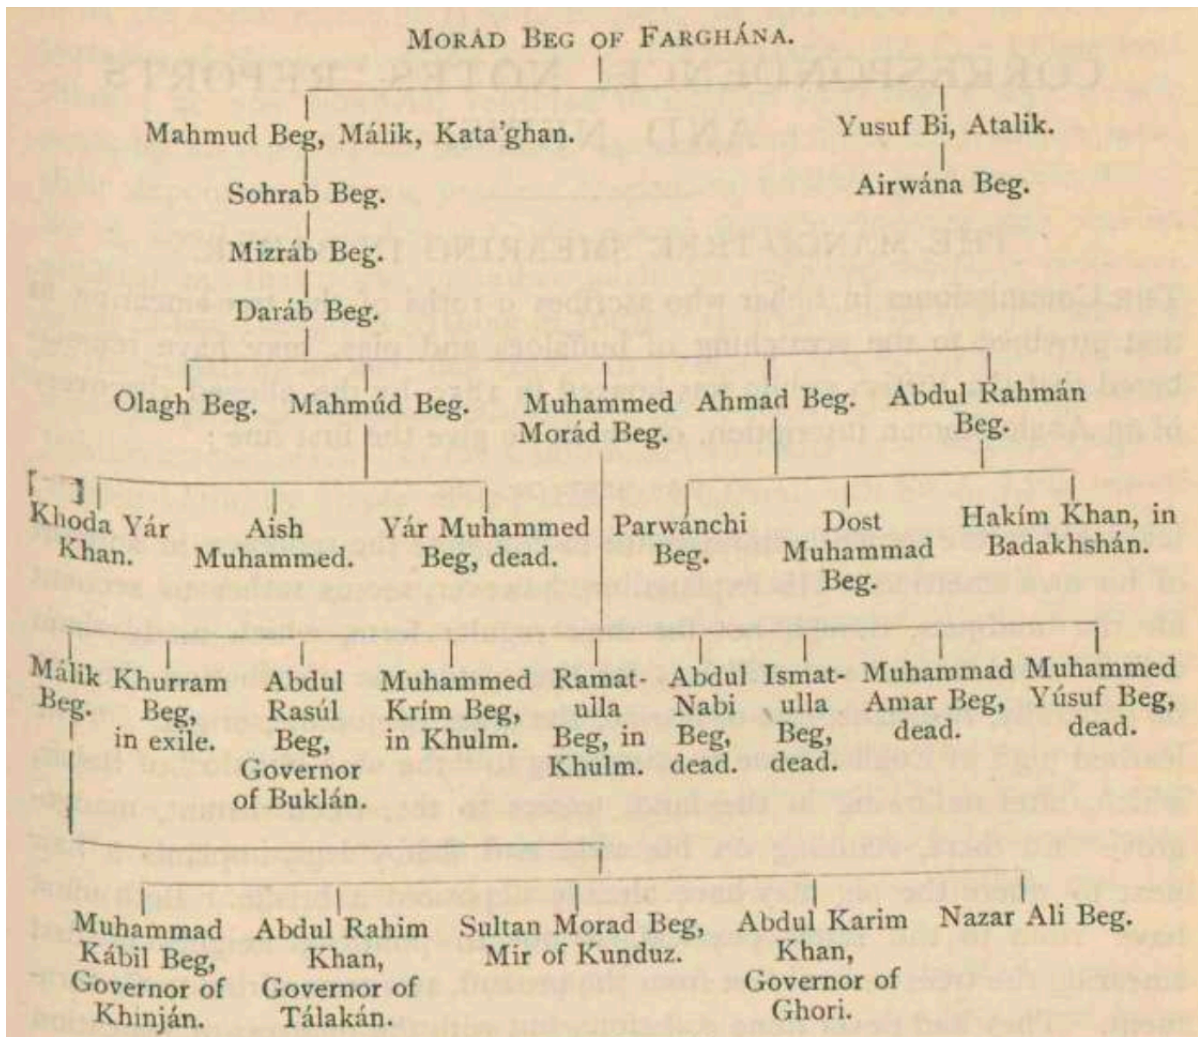 MORÁD BEG OF FARGHÁNA.
Mahmud Beg, Málik, Kata'ghan.
Yusuf Bi, Atalik.
Sohrab Beg.
Airwána Beg.
Mizráb Beg.
Daráb Beg.
Olagh Beg.
Mahmúd Beg.
Muhammed
Morád Beg.
Ahmad Beg.
Abdul Rahmán
Beg.
Khoda Yár
Khan.
Aish
Muhammed.
Yár Muhammed
Beg, dead.
Parwánchi
Beg.
Dost
Muhammad
Beg.
Hakím Khan, in
Badakhshán.
Málik
Beg.
Khurram
Beg,
in exile.
Abdul
Rasúl
Beg,
Governor
of Buklán.
Muhammed
Krím Beg,
in Khulm.
Ramat-
ulla
Beg, in
Khulm.
Abdul
Nabi
Beg,
dead.
Ismat-
ulla
Beg,
dead.
Muhammad
Amar Beg,
dead.
Muhammed
Yúsuf Beg,
dead.
Muhammad
Kábil Beg,
Governor of
Khinján.
Abdul Rahim
Khan,
Governor of
Tálakán.
Sultan Morad Beg,
Mir of Kunduz.
Abdul Karim
Khan,
Governor of
Ghori.
Nazar Ali Beg.